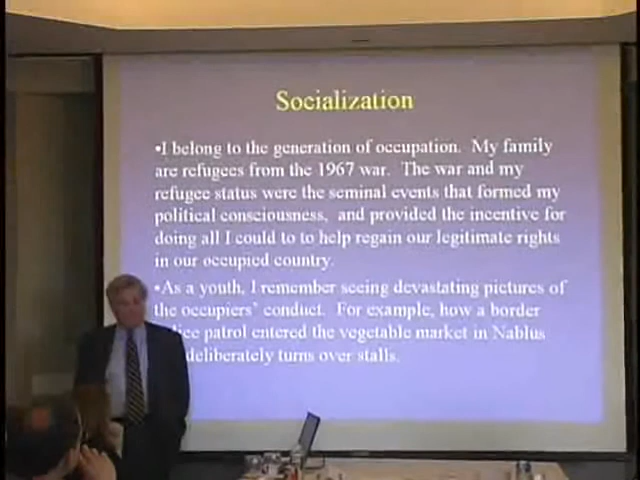 Socialization
•I belong to the generation of occupation. My family
are refugees from the 1967 war. The war and my
refugee status were the seminal events that formed my
political consciousness, and provided the incentive for
doing all I could to to help regain our legitimate rights
in our occupied country.
•As a youth, I remember seeing devastating pictures of
the occupiers' conduct. For example, how a border
patrol entered the vegetable market in Nablus
deliberately turns over stalls.